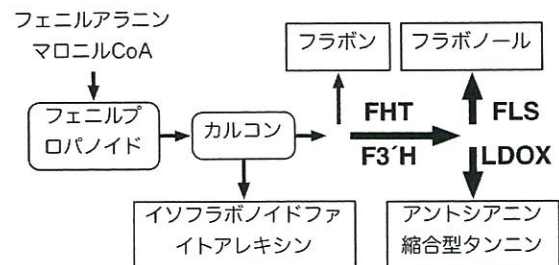 フェニルアラニン
マロニルCoA
フェニルプ
ロパノイド
カルコン
イソフラボノイドファ
イトアレキシン
フラボン
FHT
F3´H
フラボノール
FLS
LDOX
アントシアニン
縮合型タンニン